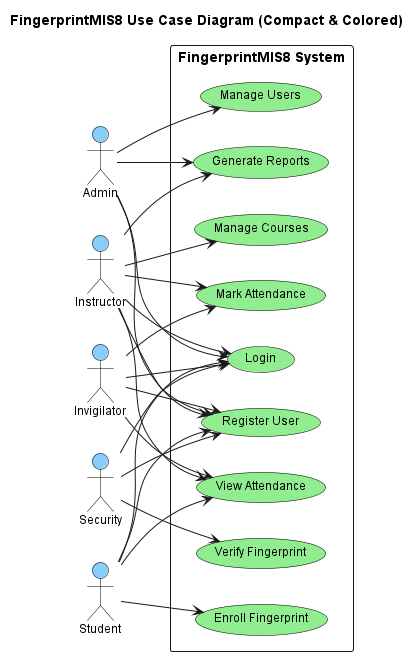 FingerprintMIS8 Use Case Diagram (Compact & Colored)
FingerprintMIS8 System
Manage Users
Generate Reports
Admin
Manage Courses
Mark Attendance
Instructor
Login
Invigilator
Register User
View Attendance
Security
Verify Fingerprint
Enroll Fingerprint
Student